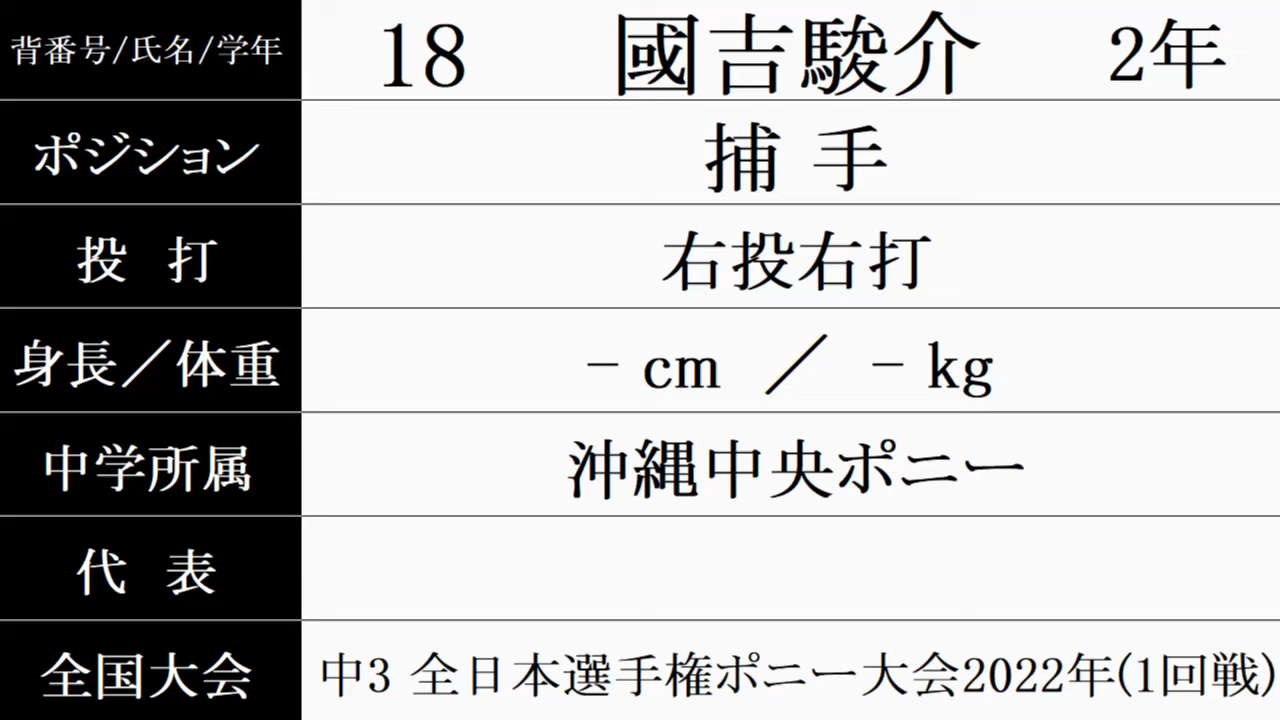 背番号/氏名/学年 18 國吉駿介 2年
ポジション 捕手
投打 右投右打
身長／体重 - cm ／ - kg
中学所属 沖縄中央ポニー
代表
全国大会 中3 全日本選手権ポニー大会2022年(1回戦)